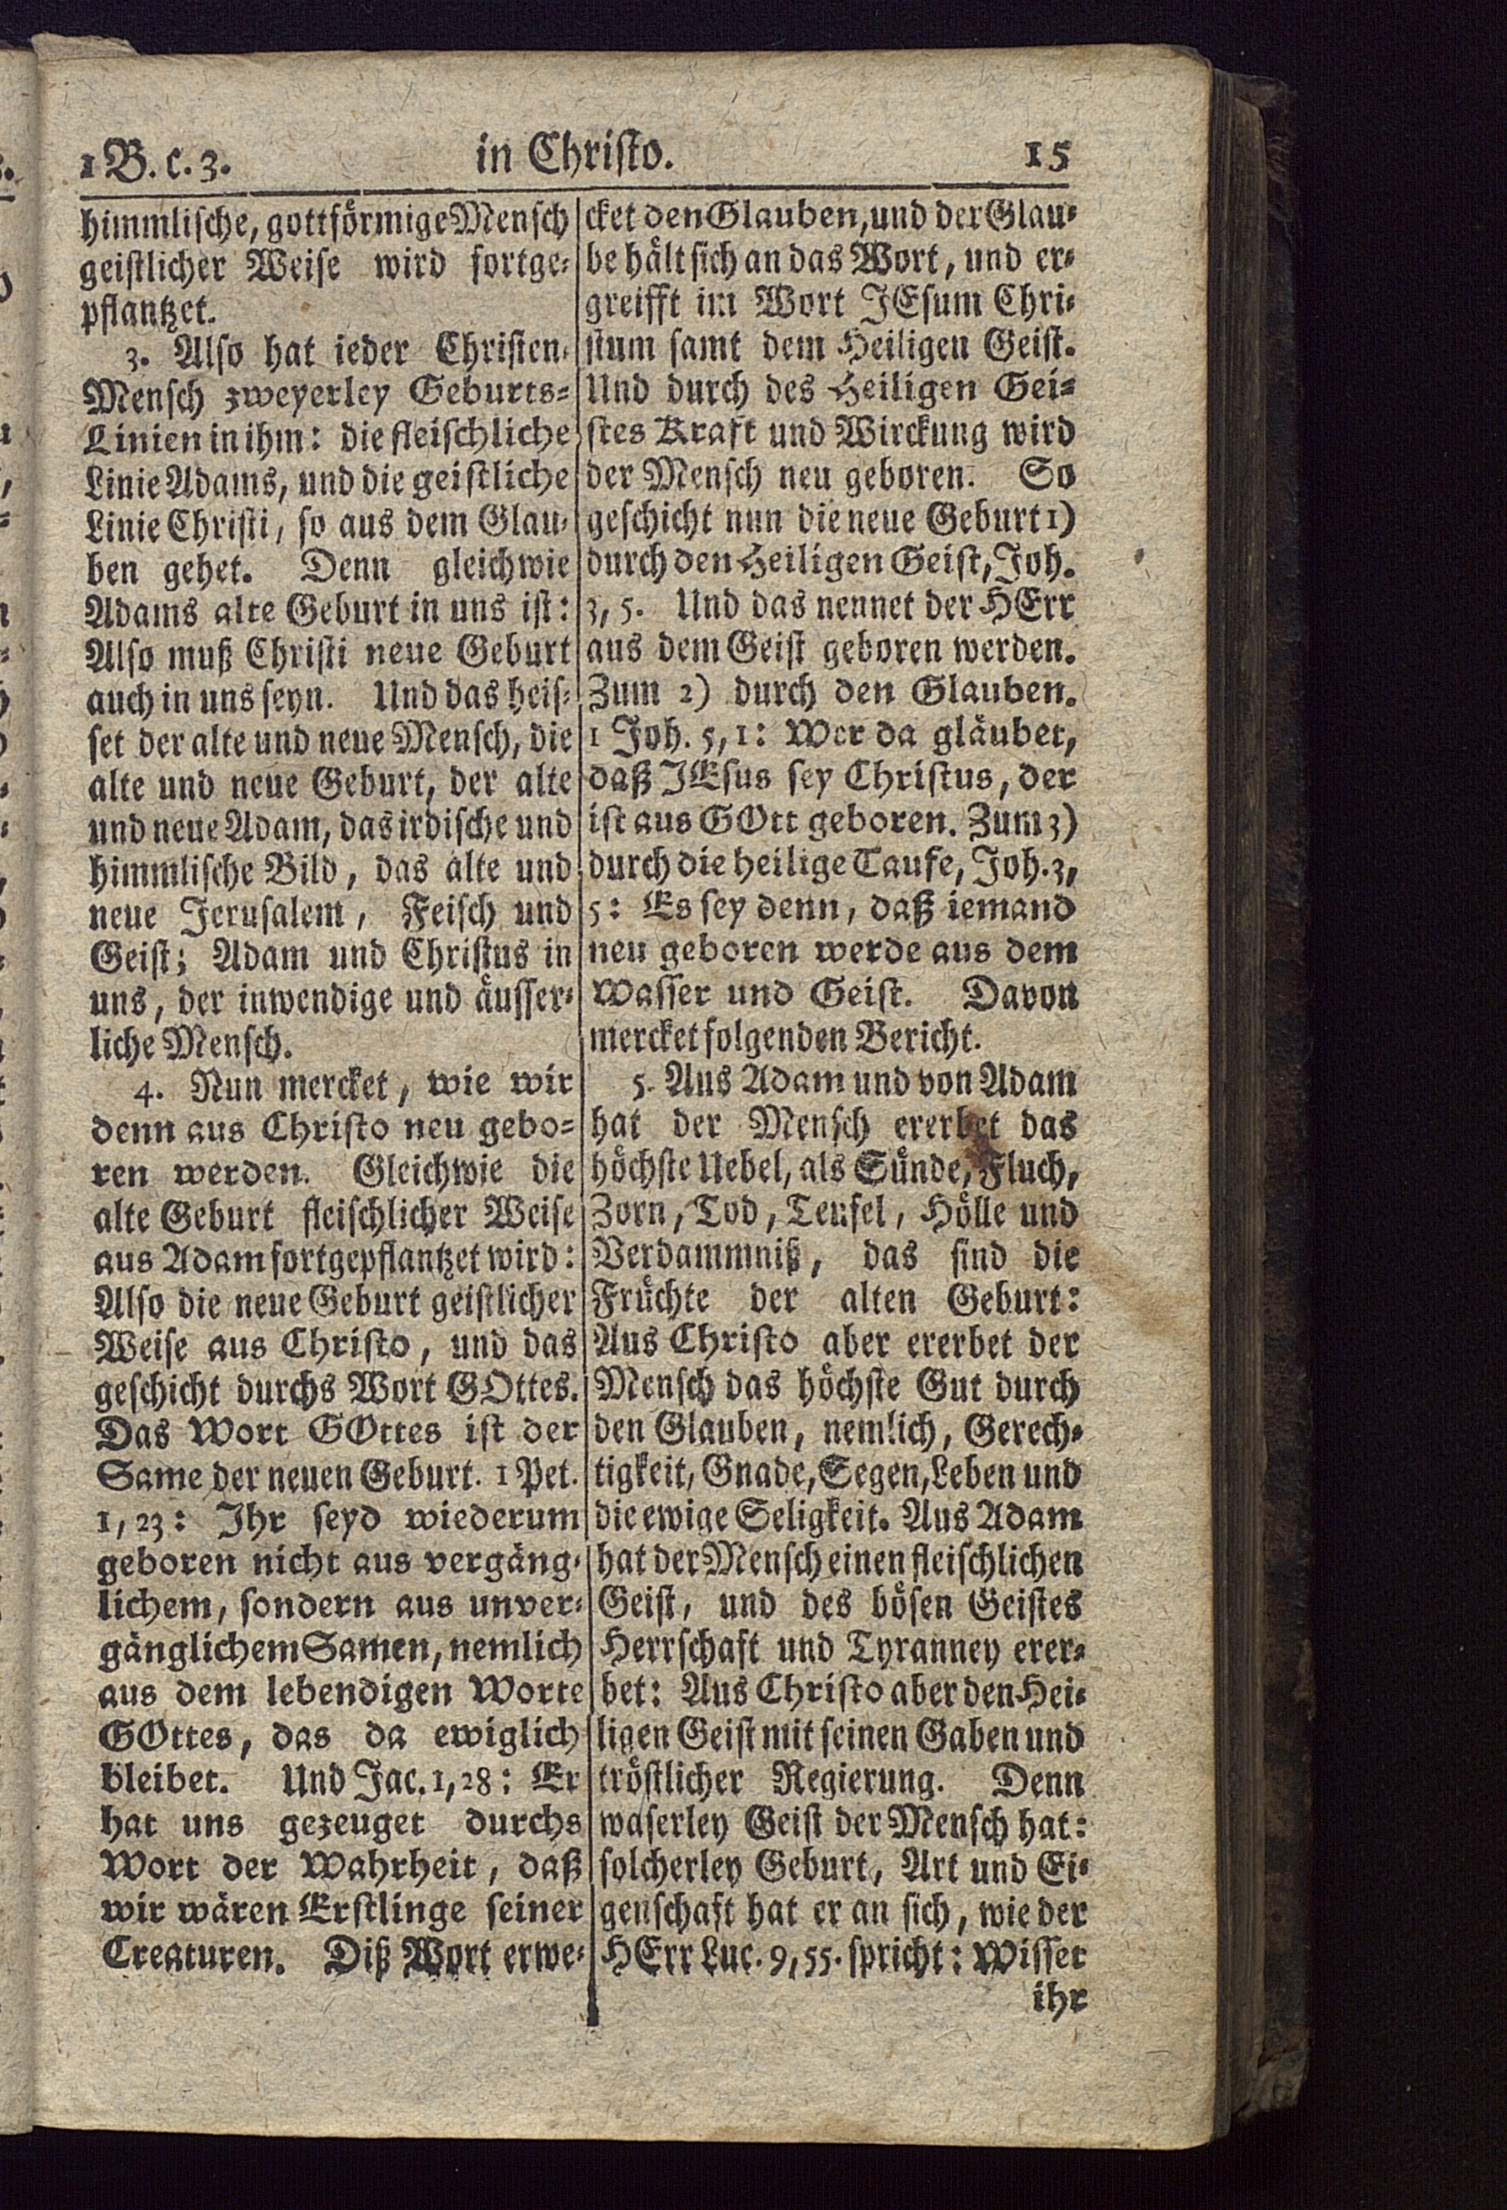 1 B. c. 3. in Christo. 15
himmlische, gottförmige Mensch
geistlicher Weise wird fortge-
pflantzet.
3. Also hat ieder Christen-
Mensch zweyerley Geburts-
Linien in ihm: die fleischliche
Linie Adams, und die geistliche
Linie Christi, so aus dem Glau-
ben gehet. Denn gleichwie
Adams alte Geburt in uns ist:
Also muß Christi neue Geburt
auch in uns seyn. Und das heis-
set der alte und neue Mensch, die
alte und neue Geburt, der alte
und neue Adam, das irdische und
himmlische Bild, das alte und
neue Jerusalem, Feisch und
Geist; Adam und Christus in
uns, der inwendige und äusser-
liche Mensch.
4. Nun mercket, wie wir
denn aus Christo neu gebo-
ren werden. Gleichwie die
alte Geburt fleischlicher Weise
aus Adam fortgepflantzet wird:
Also die neue Geburt geistlicher
Weise aus Christo, und das
geschicht durchs Wort GOttes.
Das Wort GOttes ist der
Same der neuen Geburt. 1 Pet.
1, 23: Ihr seyd wiederum
geboren nicht aus vergäng-
lichem, sondern aus unver-
gänglichem Samen, nemlich
aus dem lebendigen Worte
GOttes, das da ewiglich
bleibet. Und Jac. 1, 28: Er
hat uns gezeuget durchs
Wort der Wahrheit, daß
wir wären Erstlinge seiner
Creaturen. Diß Wort erwe-
cket den Glauben, und der Glau-
be hält sich an das Wort, und er-
greifft im Wort JEsum Chri-
stum samt dem Heiligen Geist.
Und durch des Heiligen Gei-
stes Kraft und Wirckung wird
der Mensch neu geboren. So
geschicht nun die neue Geburt 1)
durch den Heiligen Geist, Joh.
3, 5. Und das nennet der HErr
aus dem Geist geboren werden.
Zum 2) durch den Glauben.
1 Joh. 5, 1: Wer da gläubet,
daß JEsus sey Christus, der
ist aus GOtt geboren. Zum 3)
durch die heilige Taufe, Joh. 3,
5: Es sey denn, daß iemand
neu geboren werde aus dem
Wasser und Geist. Davon
mercket folgenden Bericht.
5. Aus Adam und von Adam
hat der Mensch ererbet das
höchste Uebel, als Sünde, Fluch,
Zorn, Tod, Teufel, Hölle und
Verdammniß, das sind die
Früchte der alten Geburt:
Aus Christo aber ererbet der
Mensch das höchste Gut durch
den Glauben, nemlich, Gerech-
tigkeit, Gnade, Segen, Leben und
die ewige Seligkeit. Aus Adam
hat der Mensch einen fleischlichen
Geist, und des bösen Geistes
Herrschaft und Tyranney erer-
bet: Aus Christo aber den Hei-
ligen Geist mit seinen Gaben und
tröstlicher Regierung. Denn
waserley Geist der Mensch hat:
solcherley Geburt, Art und Ei-
genschaft hat er an sich, wie der
HErr Luc. 9, 55. spricht: Wisset
ihr